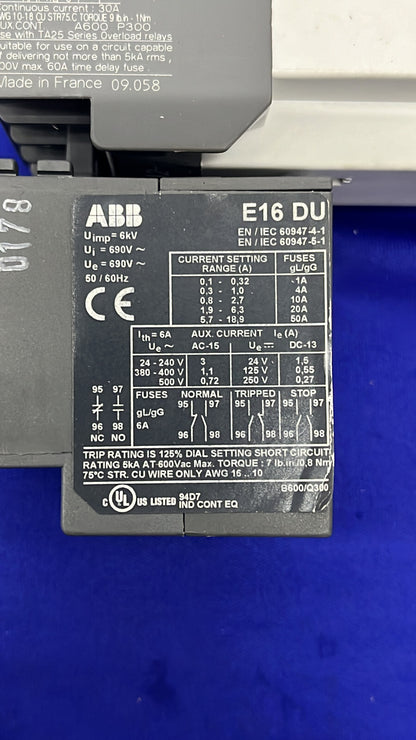 Continuous current : 30A
AWG 10-18 CU STR75 C TORQUE 9 lb.in - 1Nm
AUX.CONT. A600 P300
Use with TA25 Series Overload relays
Suitable for use on a circuit capable
of delivering not more than 5kA rms,
600V max. 60A time delay fuse.
Made in France 09.058
0178
ABB
E16 DU
Uimp= 6kV
EN / IEC 60947-4-1
Ui = 690V ~
EN / IEC 60947-5-1
Ue = 690V ~
50 / 60Hz
CE
CURRENT SETTING RANGE (A) FUSES gL/gG
0,1 - 0,32 1A
0,3 - 1,0 4A
0,8 - 2,7 10A
1,9 - 6,3 20A
5,7 - 18,9 50A
Ith= 6A AUX. CURRENT Ie (A)
Ue ~ AC-15 Ue ⎓ DC-13
24 - 240 V 3 24 V 1,5
380 - 400 V 1,1 125 V 0,55
500 V 0,72 250 V 0,27
95 97
96 98
NC NO
FUSES
gL/gG
6A
NORMAL TRIPPED STOP
95 97 95 97 95 97
96 98 96 98 96 98
TRIP RATING IS 125% DIAL SETTING SHORT CIRCUIT
RATING 5kA AT 600Vac Max. TORQUE : 7 lb.in/0,8 Nm
75°C STR. CU WIRE ONLY AWG 16 .. 10
B600/Q300
C UL US LISTED 94D7
IND CONT EQ